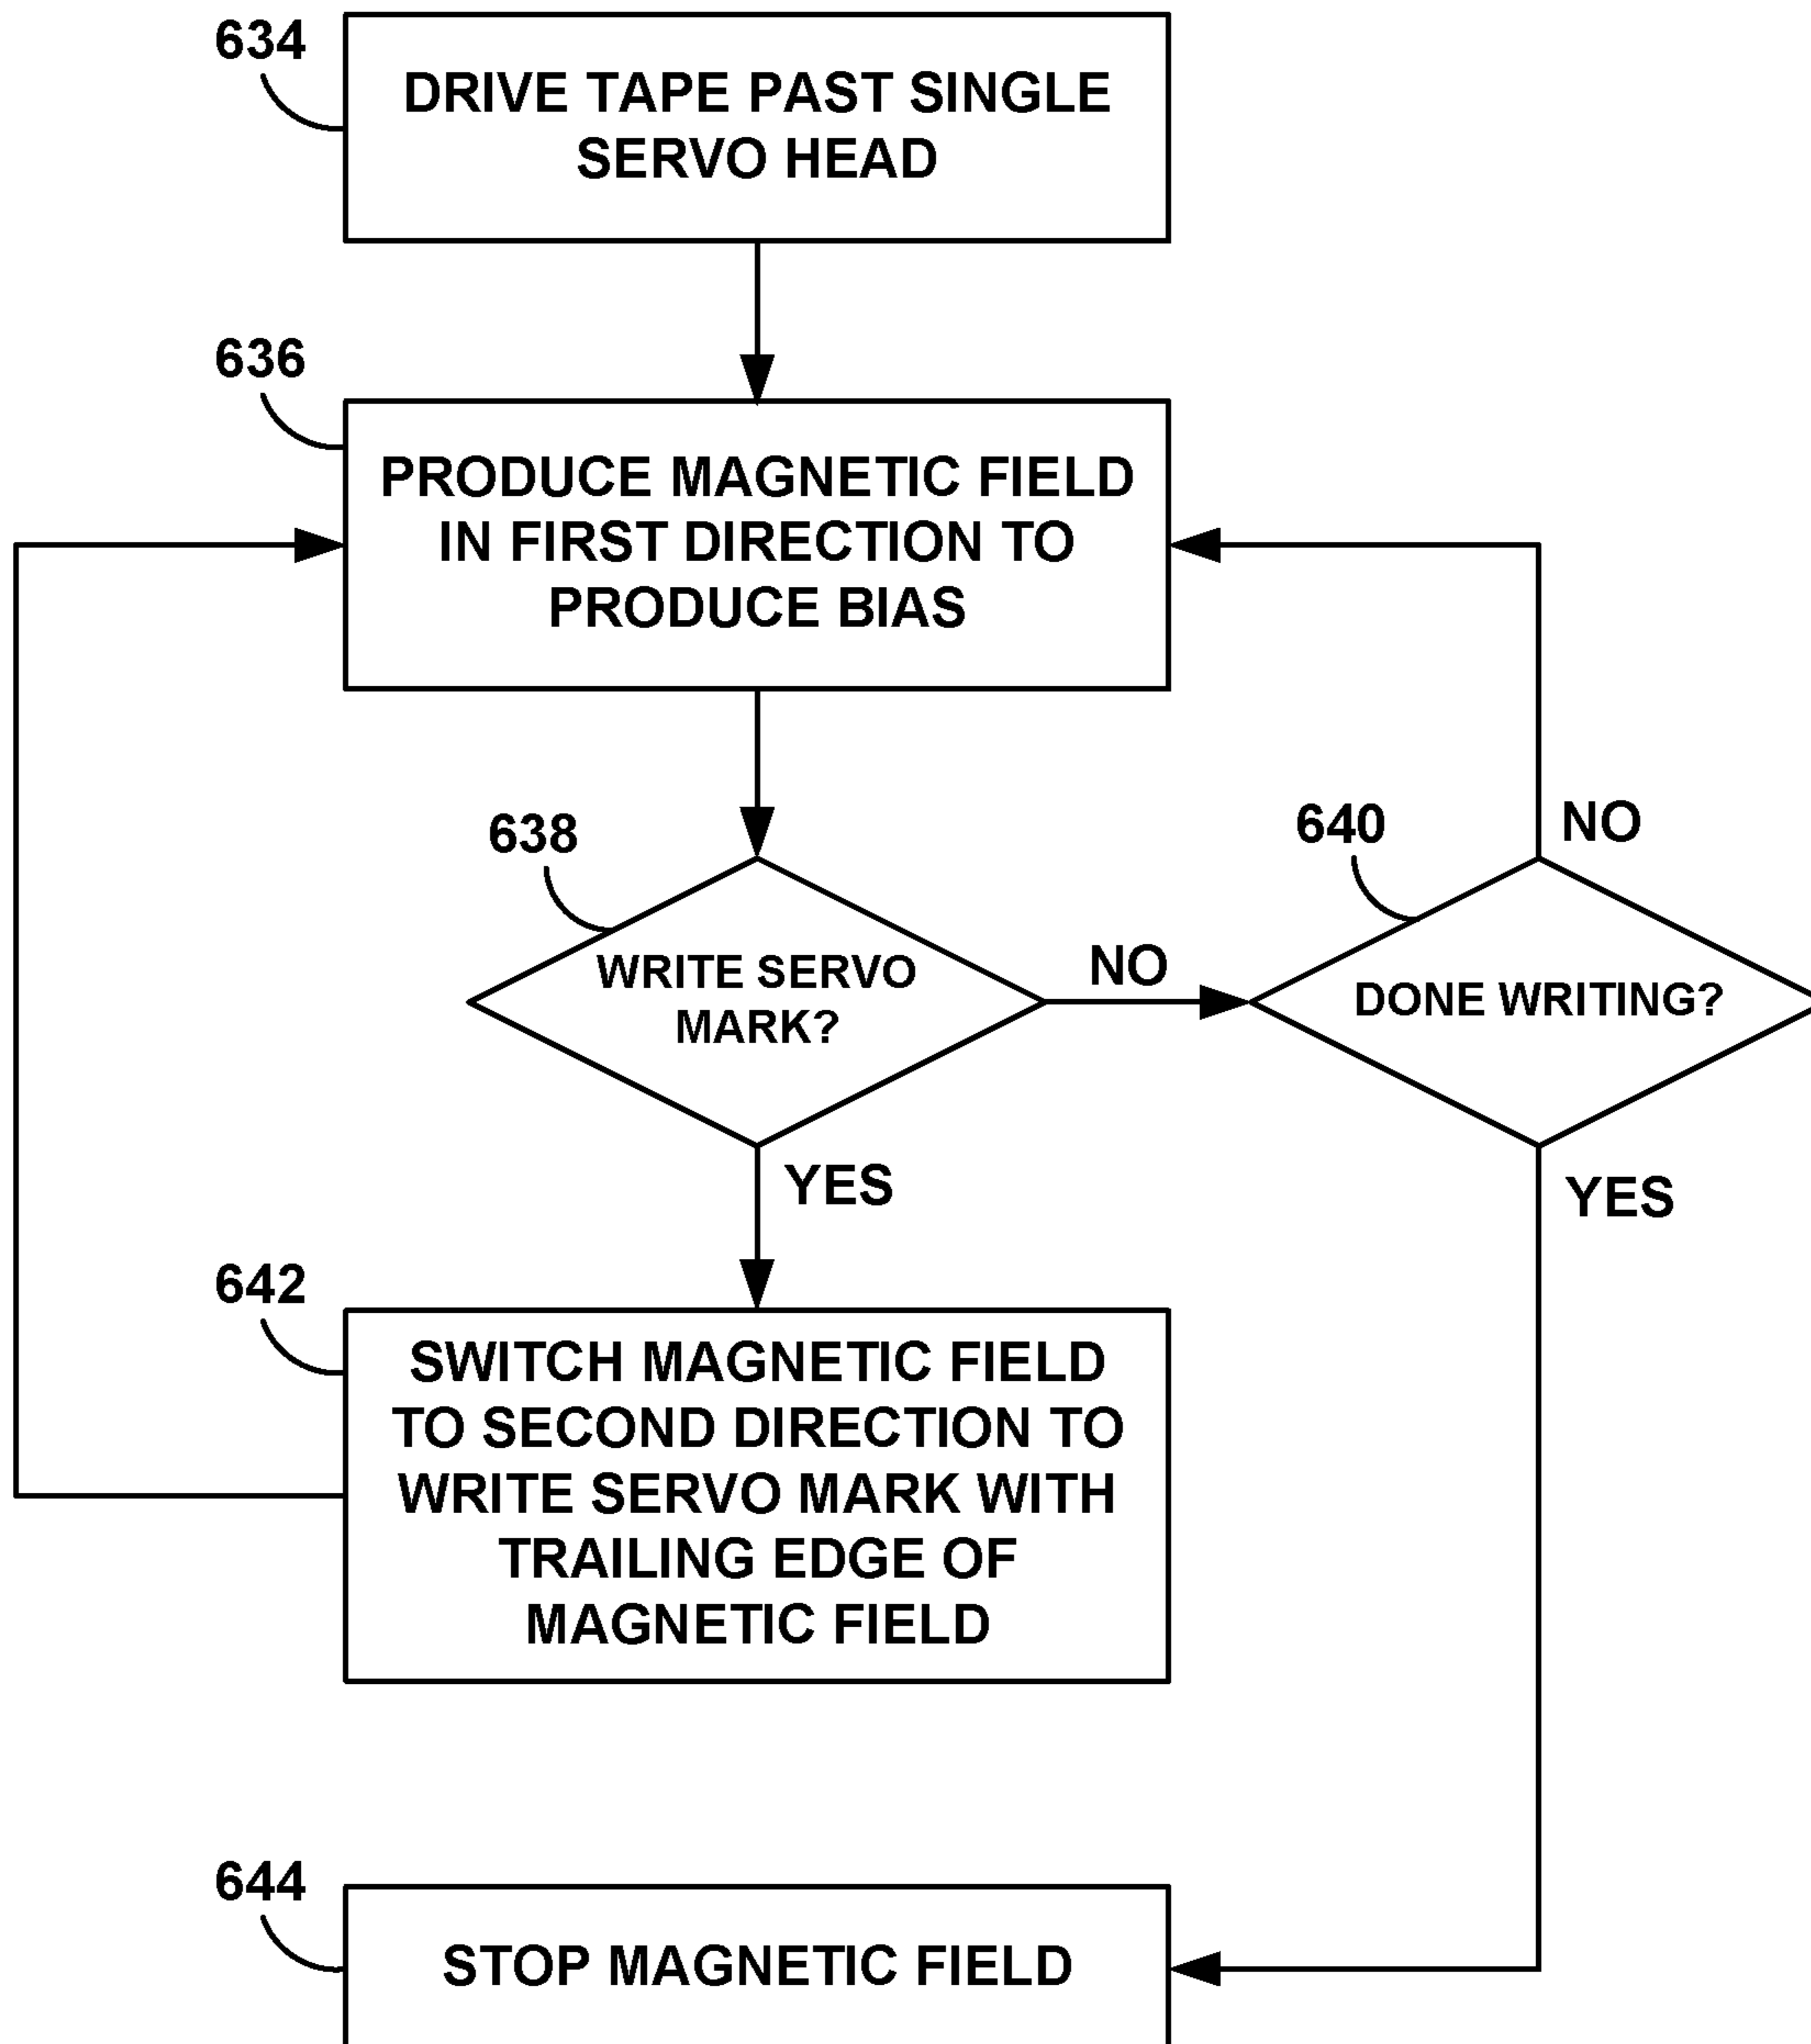 634
DRIVE TAPE PAST SINGLE
SERVO HEAD
636
PRODUCE MAGNETIC FIELD
IN FIRST DIRECTION TO
PRODUCE BIAS
638
WRITE SERVO
MARK?
NO
640
NO
DONE WRITING?
YES
YES
642
SWITCH MAGNETIC FIELD
TO SECOND DIRECTION TO
WRITE SERVO MARK WITH
TRAILING EDGE OF
MAGNETIC FIELD
644
STOP MAGNETIC FIELD